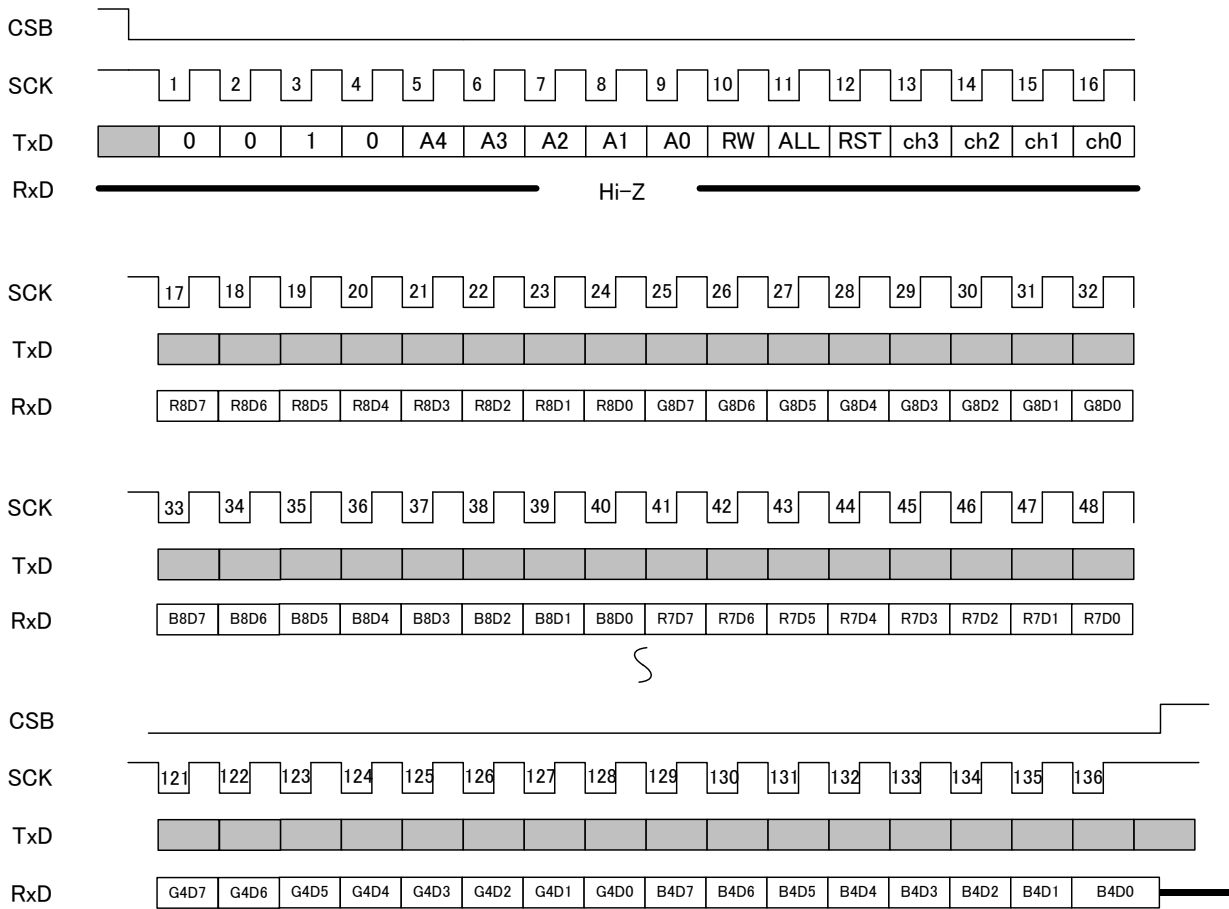 CSB
SCK 1 2 3 4 5 6 7 8 9 10 11 12 13 14 15 16
TxD 0 0 1 0 A4 A3 A2 A1 A0 RW ALL RST ch3 ch2 ch1 ch0
RxD Hi-Z
SCK 17 18 19 20 21 22 23 24 25 26 27 28 29 30 31 32
TxD
RxD R8D7 R8D6 R8D5 R8D4 R8D3 R8D2 R8D1 R8D0 G8D7 G8D6 G8D5 G8D4 G8D3 G8D2 G8D1 G8D0
SCK 33 34 35 36 37 38 39 40 41 42 43 44 45 46 47 48
TxD
RxD B8D7 B8D6 B8D5 B8D4 B8D3 B8D2 B8D1 B8D0 R7D7 R7D6 R7D5 R7D4 R7D3 R7D2 R7D1 R7D0
CSB
SCK 121 122 123 124 125 126 127 128 129 130 131 132 133 134 135 136
TxD
RxD G4D7 G4D6 G4D5 G4D4 G4D3 G4D2 G4D1 G4D0 B4D7 B4D6 B4D5 B4D4 B4D3 B4D2 B4D1 B4D0